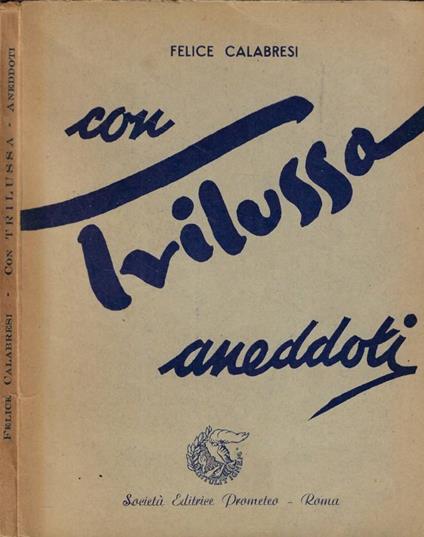 FELICE CALABRESI - CON TRILUSSA - ANEDDOTI
FELICE CALABRESI
con
Trilussa
aneddoti
Società Editrice Prometeo - Roma